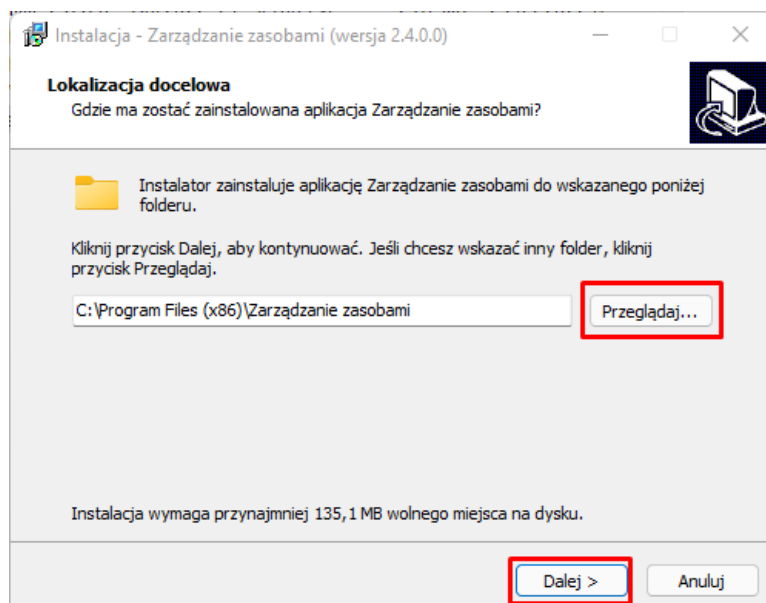 Instalacja - Zarządzanie zasobami (wersja 2.4.0.0)
Lokalizacja docelowa
Gdzie ma zostać zainstalowana aplikacja Zarządzanie zasobami?
Instalator zainstaluje aplikację Zarządzanie zasobami do wskazanego poniżej
folderu.
Kliknij przycisk Dalej, aby kontynuować. Jeśli chcesz wskazać inny folder, kliknij
przycisk Przeglądaj.
C:\Program Files (x86)\Zarządzanie zasobami
Przeglądaj...
Instalacja wymaga przynajmniej 135,1 MB wolnego miejsca na dysku.
Dalej >
Anuluj